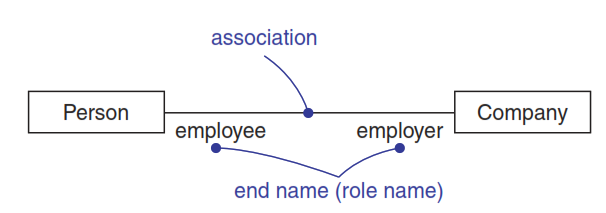 association
Person
Company
employee
employer
end name (role name)